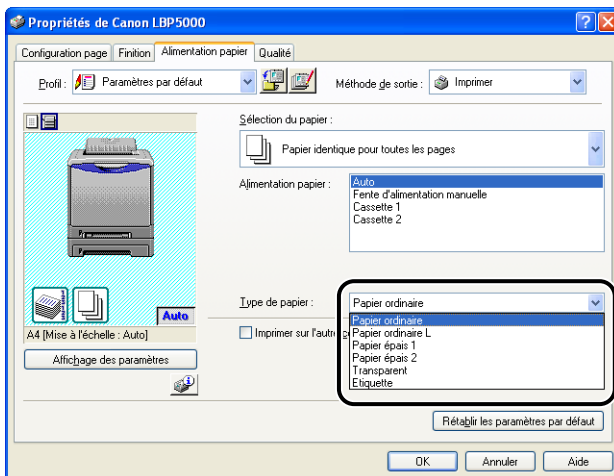 Propriétés de Canon LBP5000
Configuration page Finition Alimentation papier Qualité
Profil : Paramètres par défaut Méthode de sortie : Imprimer
Sélection du papier :
Papier identique pour toutes les pages
Alimentation papier :
Auto
Fente d'alimentation manuelle
Cassette 1
Cassette 2
Auto
A4 [Mise à l'échelle : Auto]
Affichage des paramètres
Type de papier : Papier ordinaire
Imprimer sur l'autre
Papier ordinaire
Papier ordinaire L
Papier épais 1
Papier épais 2
Transparent
Etiquette
Rétablir les paramètres par défaut
OK Annuler Aide